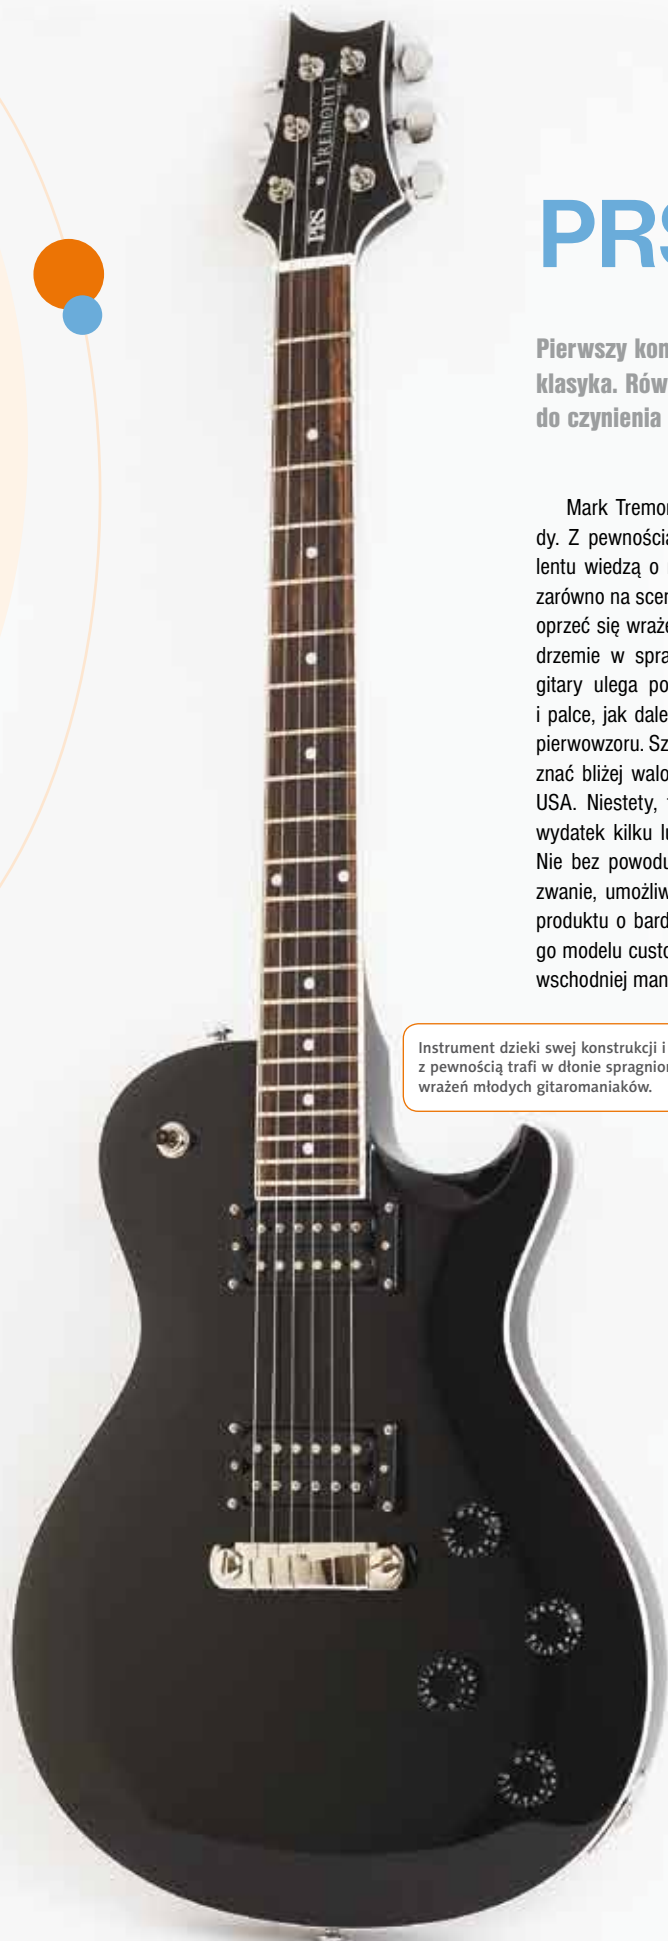 TREMONTI
PRS
PRS
Pierwszy kon
klasyka. Rów
do czynienia
Mark Tremon
dy. Z pewnością
lentu wiedzą o
zarówno na scen
oprzeć się wraże
drzemie w spra
gitary ulega po
i palce, jak dale
pierwowzoru. Sz
znać bliżej walo
USA. Niestety,
wydatek kilku lu
Nie bez powodu
zwanie, umożliw
produktu o bard
go modelu custo
wschodniej man
Instrument dzieki swej konstrukcji i
z pewnością trafi w dłonie spragnion
wrażeń młodych gitaromaniaków.